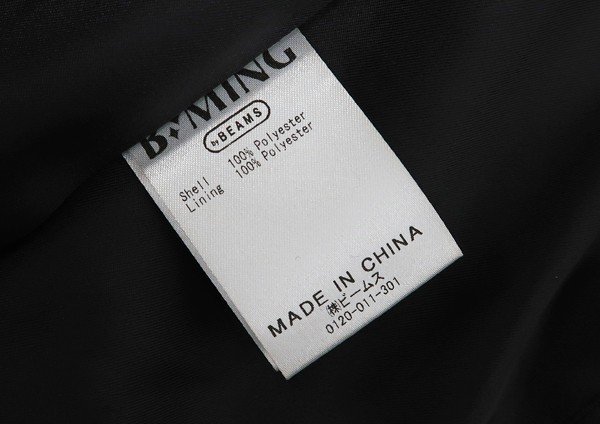 B✦MING
by BEAMS
Shell 100% Polyester
Lining 100% Polyester
MADE IN CHINA
㈱ビームス
0120-011-301